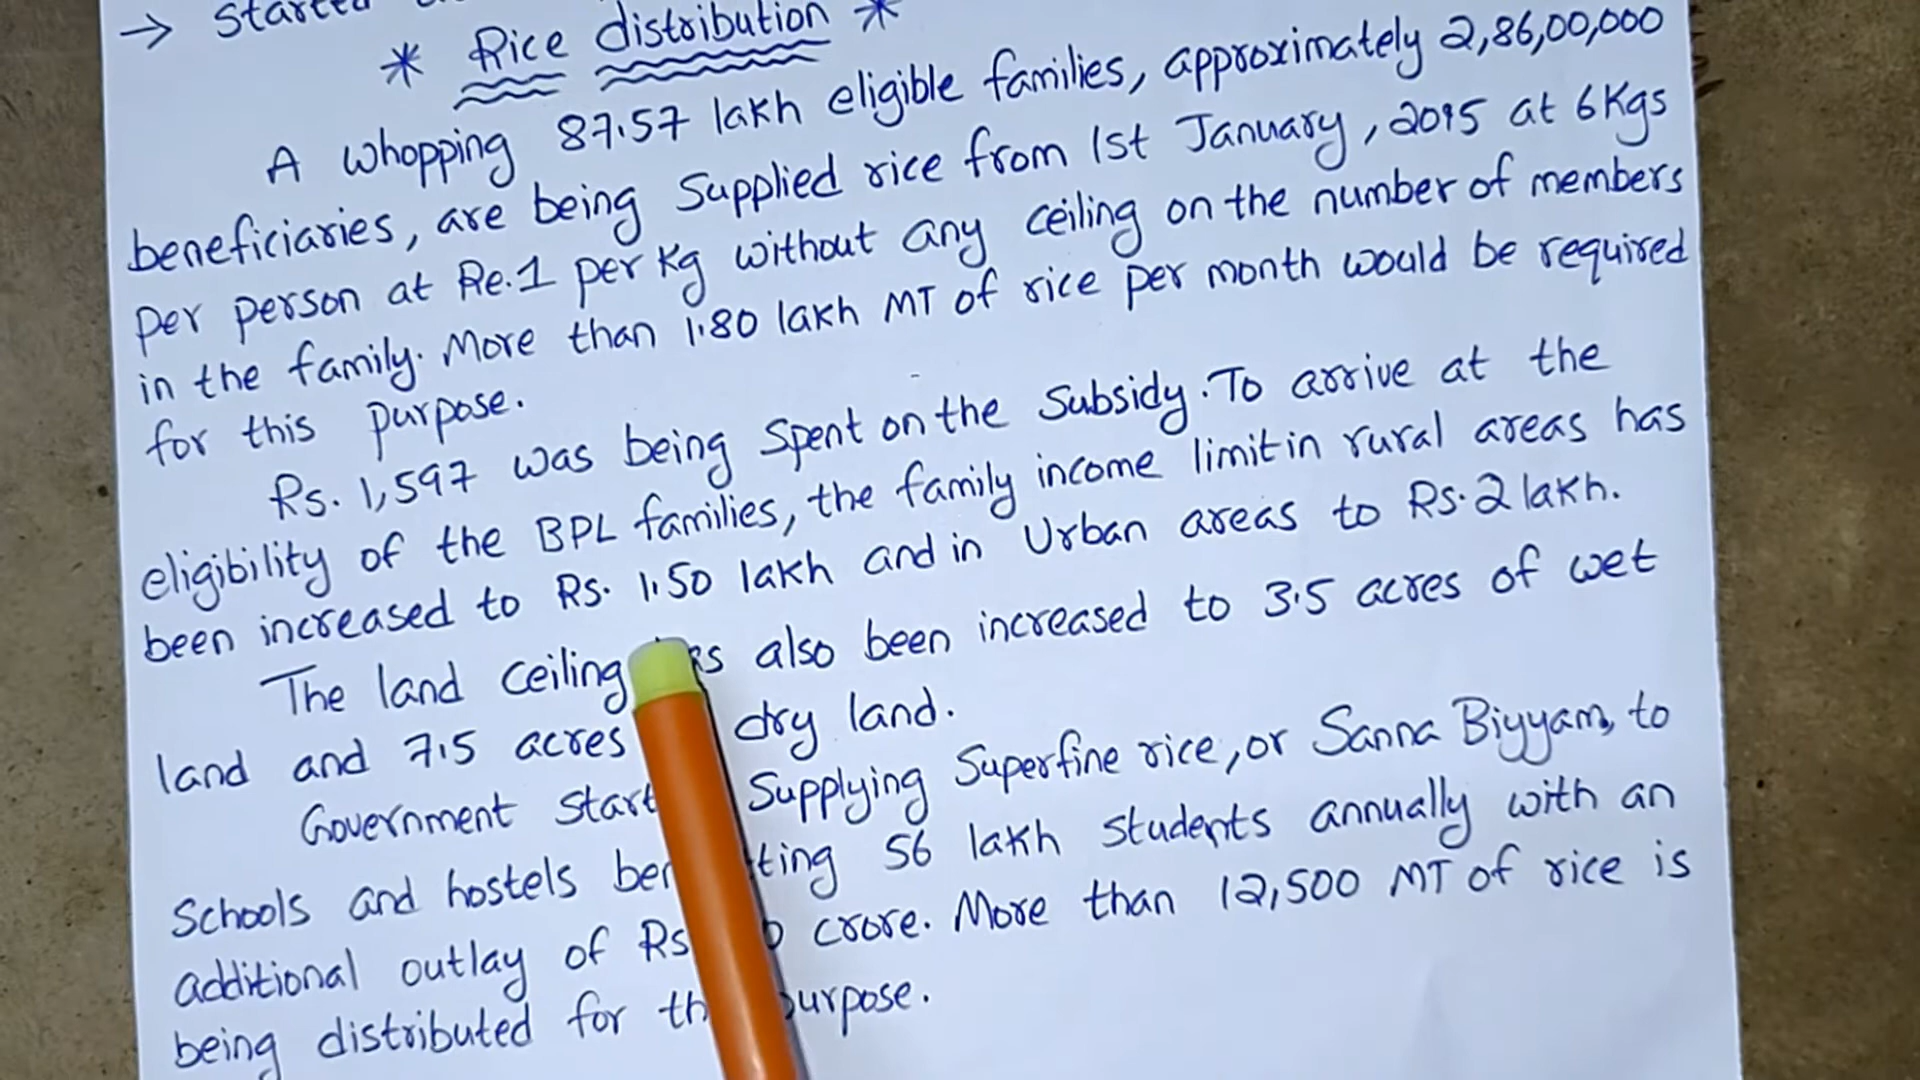 → Started
* Rice distribution *
A whopping 87.57 lakh eligible families, approximately 2,86,00,000
beneficiaries, are being Supplied rice from 1st January, 2015 at 6Kgs
per person at Re.1 per kg without any ceiling on the number of members
in the family. More than 1.80 lakh MT of rice per month would be required
for this purpose.
Rs. 1,597 was being spent on the Subsidy. To arrive at the
eligibility of the BPL families, the family income limit in rural areas has
been increased to Rs. 1.50 lakh and in Urban areas to Rs. 2 lakh.
The land ceiling also been increased to 3.5 acres of wet
land and 7.5 acres dry land.
Government Supplying Superfine rice, or Sanna Biyyam, to
Schools and hostels 56 lakh students annually with an
additional outlay of Rs crore. More than 12,500 MT of rice is
being distributed for purpose.